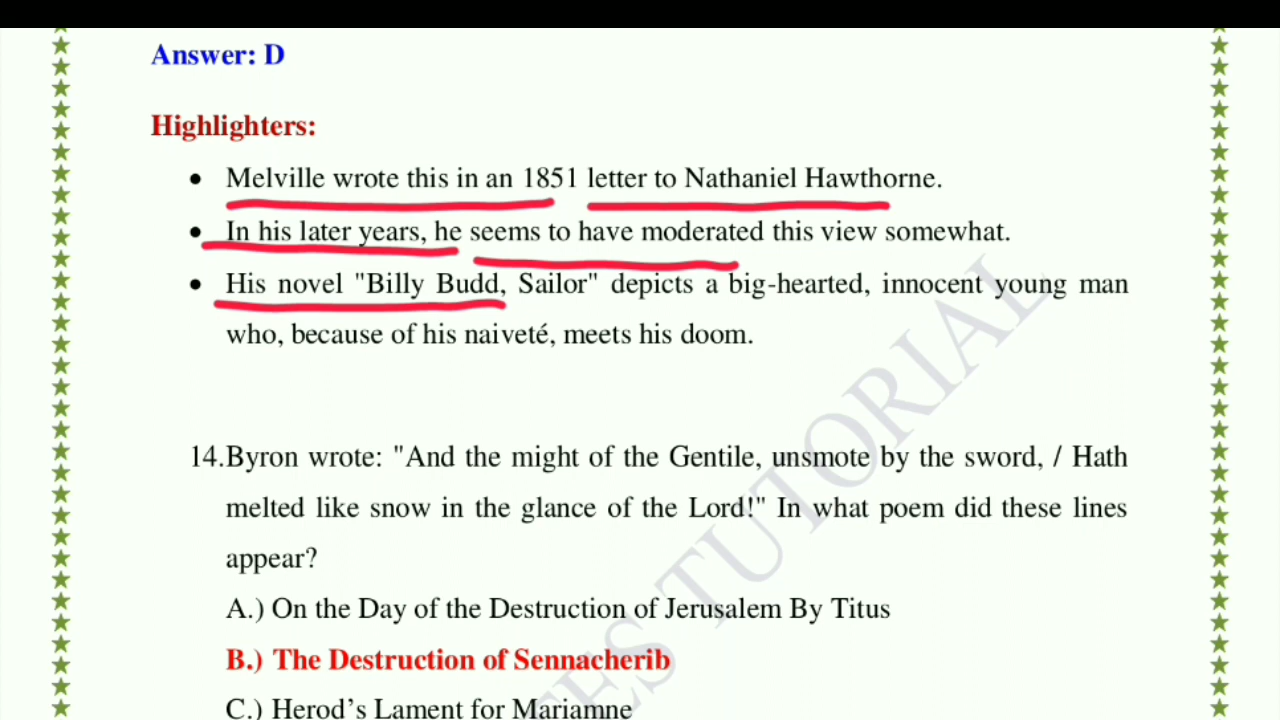 Answer: D
Highlighters:
• Melville wrote this in an 1851 letter to Nathaniel Hawthorne.
• In his later years, he seems to have moderated this view somewhat.
• His novel "Billy Budd, Sailor" depicts a big-hearted, innocent young man
who, because of his naiveté, meets his doom.
14.Byron wrote: "And the might of the Gentile, unsmote by the sword, / Hath
melted like snow in the glance of the Lord!" In what poem did these lines
appear?
A.) On the Day of the Destruction of Jerusalem By Titus
B.) The Destruction of Sennacherib
C.) Herod's Lament for Mariamne
TUTORIAL